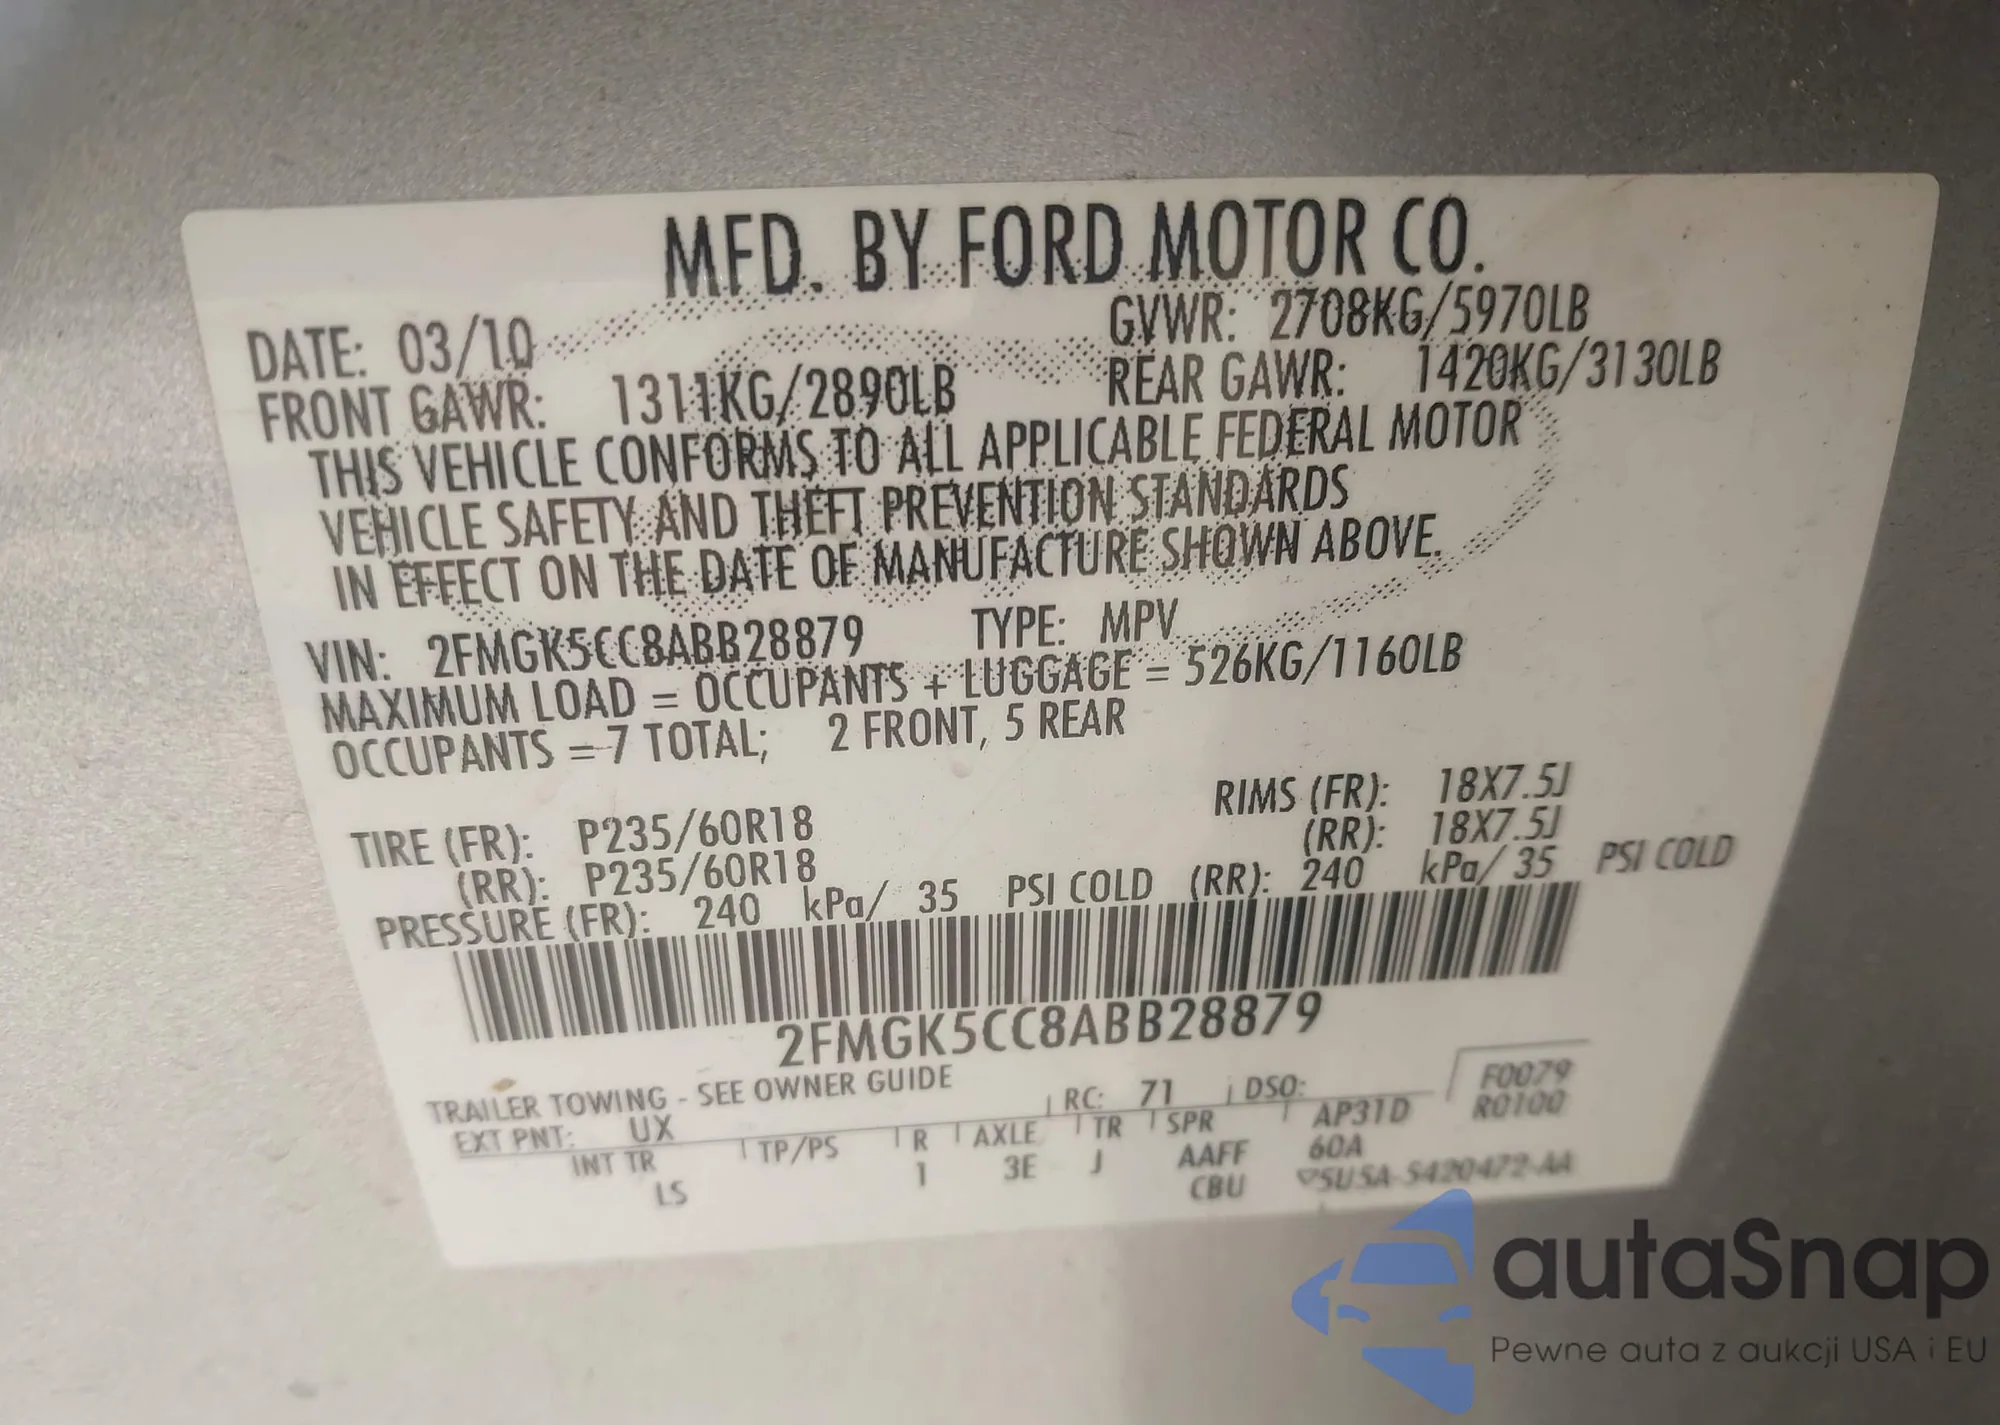 MFD. BY FORD MOTOR CO.
DATE: 03/10 GVWR: 2708KG/5970LB
FRONT GAWR: 1311KG/2890LB REAR GAWR: 1420KG/3130LB
THIS VEHICLE CONFORMS TO ALL APPLICABLE FEDERAL MOTOR
VEHICLE SAFETY AND THEFT PREVENTION STANDARDS
IN EFFECT ON THE DATE OF MANUFACTURE SHOWN ABOVE.
VIN: 2FMGK5CC8ABB28879 TYPE: MPV
MAXIMUM LOAD = OCCUPANTS + LUGGAGE = 526KG/1160LB
OCCUPANTS = 7 TOTAL; 2 FRONT, 5 REAR
TIRE (FR): P235/60R18 RIMS (FR): 18X7.5J
(RR): P235/60R18 (RR): 18X7.5J
PRESSURE (FR): 240 kPa/ 35 PSI COLD (RR): 240 kPa/ 35 PSI COLD
2FMGK5CC8ABB28879
TRAILER TOWING - SEE OWNER GUIDE F0079
EXT PNT: UX RC: 71 DSO: R0100
INT TR TP/PS R AXLE TR SPR AP31D
LS 1 3E J AAFF 60A
CBU 5U5A-5420472-AA
autaSnap
Pewne auta z aukcji USA i EU